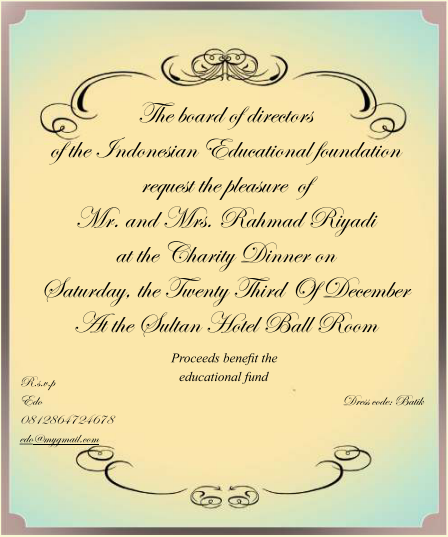 The board of directors
of the Indonesian Educational foundation
request the pleasure of
Mr. and Mrs. Rahmad Riyadi
at the Charity Dinner on
Saturday, the Twenty Third Of December
At the Sultan Hotel Ball Room
Proceeds benefit the
educational fund
R.s.v.p
Edo
Dress code: Batik
0812864724678
edo@mygmail.com